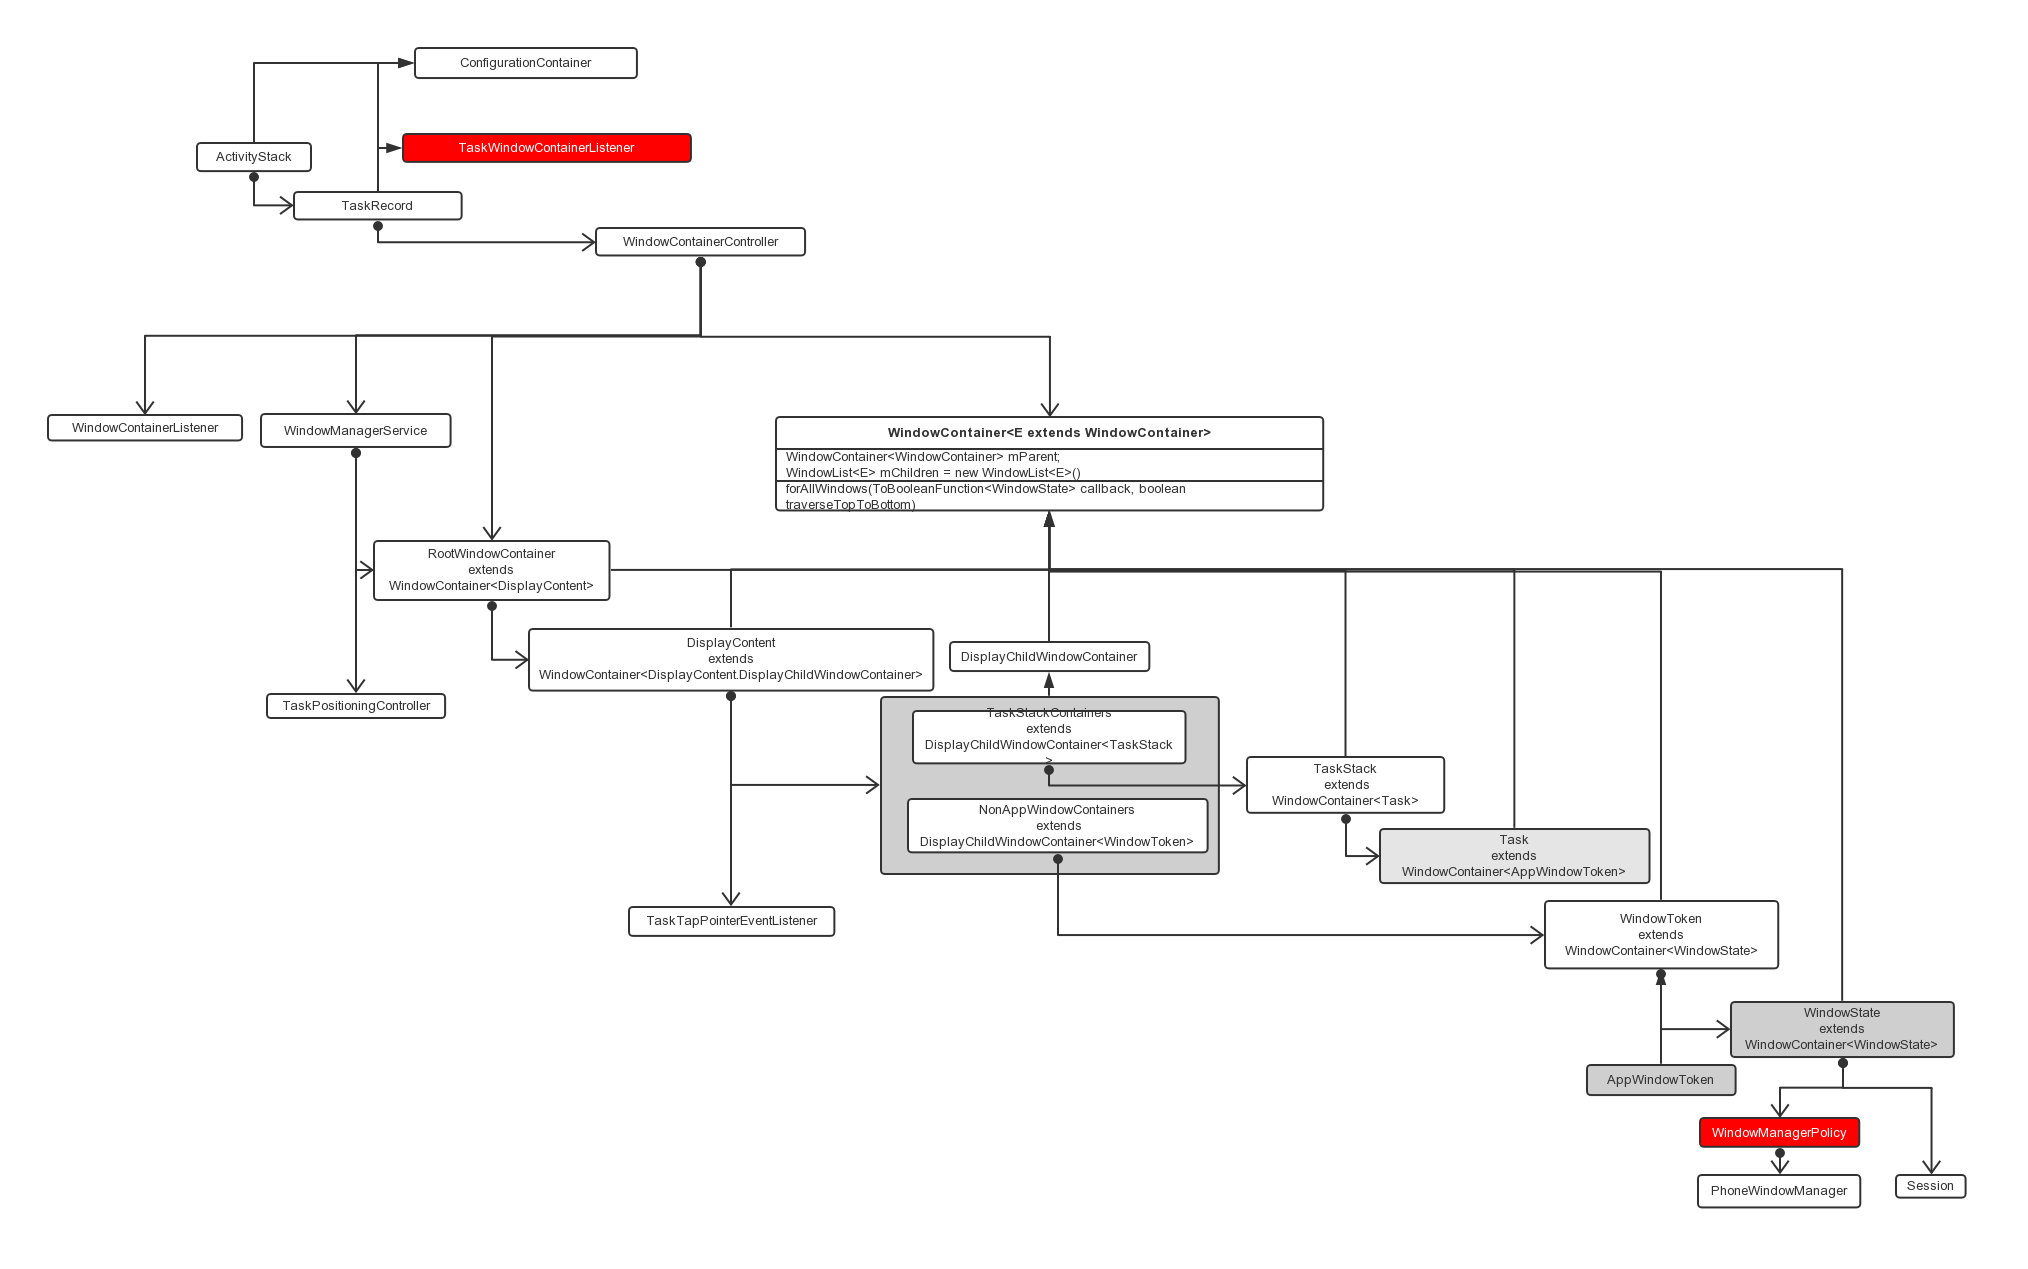 ConfigurationContainer
TaskWindowContainerListener
ActivityStack
TaskRecord
WindowContainerController
WindowContainerListener
WindowManagerService
WindowContainer<E extends WindowContainer>
WindowContainer<WindowContainer> mParent;
WindowList<E> mChildren = new WindowList<E>()
forAllWindows(ToBooleanFunction<WindowState> callback, boolean
traverseTopToBottom)
RootWindowContainer
extends
WindowContainer<DisplayContent>
DisplayContent
extends
WindowContainer<DisplayContent.DisplayChildWindowContainer>
DisplayChildWindowContainer
TaskPositioningController
TaskStackContainers
extends
DisplayChildWindowContainer<TaskStack
>
TaskStack
extends
WindowContainer<Task>
NonAppWindowContainers
extends
DisplayChildWindowContainer<WindowToken>
Task
extends
WindowContainer<AppWindowToken>
TaskTapPointerEventListener
WindowToken
extends
WindowContainer<WindowState>
WindowState
extends
WindowContainer<WindowState>
AppWindowToken
WindowManagerPolicy
PhoneWindowManager
Session